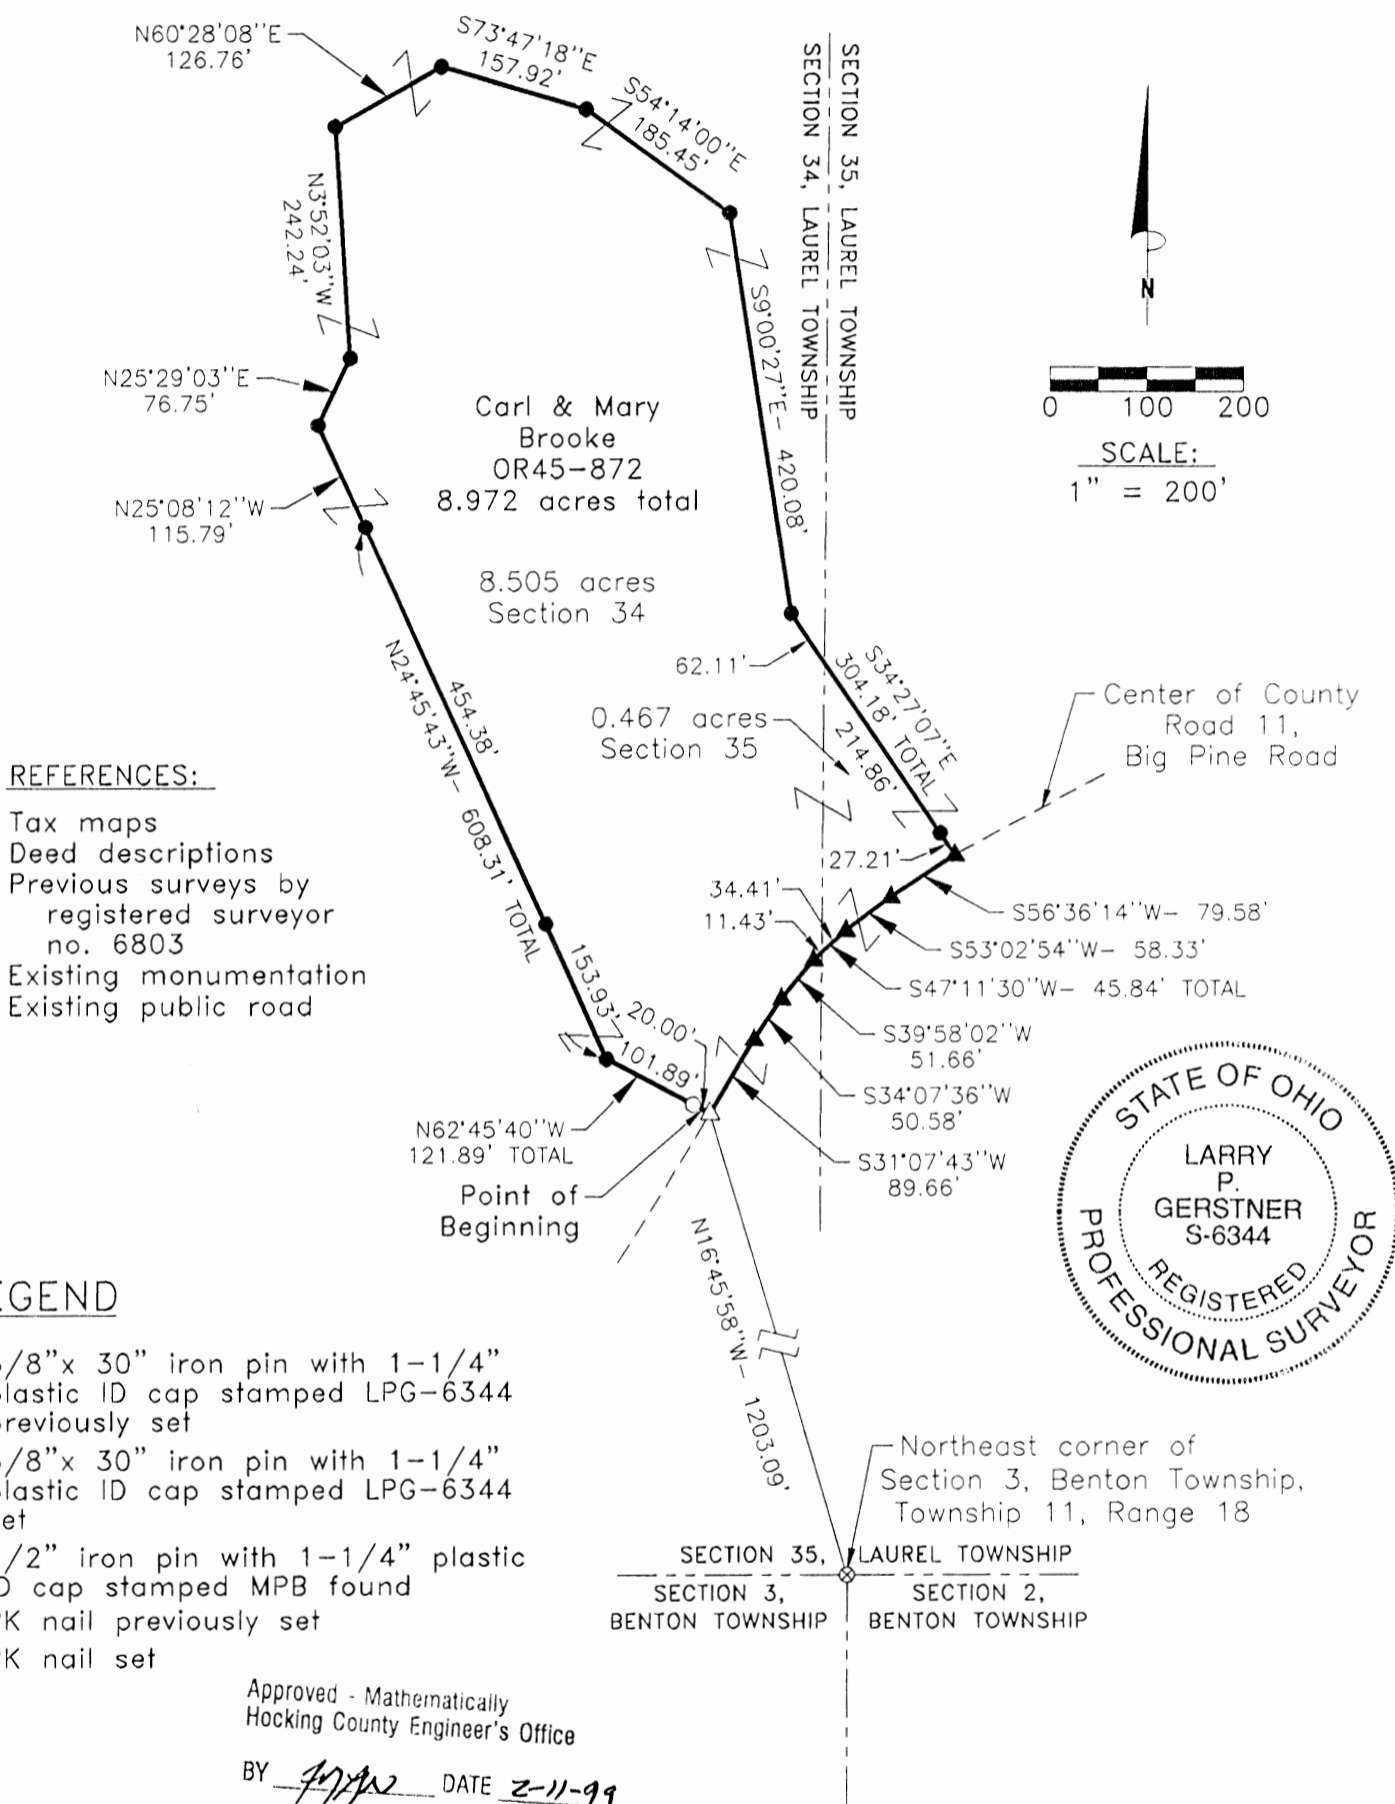 N60°28'08"E
126.76'
S73°47'18"E
157.92'
S54°14'00"E
185.45'
SECTION 35, LAUREL TOWNSHIP
SECTION 34, LAUREL TOWNSHIP
N
0 100 200
SCALE:
1" = 200'
N3°52'03"W
242.24'
S9°00'27"E- 420.08'
N25°29'03"E
76.75'
Carl & Mary
Brooke
OR45-872
8.972 acres total
N25°08'12"W
115.79'
8.505 acres
Section 34
62.11'
S34°27'07"E
304.18' TOTAL
214.86'
0.467 acres
Section 35
Center of County
Road 11,
Big Pine Road
454.38'
N24°45'43"W- 608.31' TOTAL
REFERENCES:
Tax maps
Deed descriptions
Previous surveys by
registered surveyor
no. 6803
Existing monumentation
Existing public road
27.21'
34.41'
11.43'
S56°36'14"W- 79.58'
S53°02'54"W- 58.33'
S47°11'30"W- 45.84' TOTAL
S39°58'02"W
51.66'
S34°07'36"W
50.58'
S31°07'43"W
89.66'
153.93'
20.00'
101.89'
N62°45'40"W
121.89' TOTAL
Point of
Beginning
STATE OF OHIO
LARRY
P.
GERSTNER
S-6344
REGISTERED
PROFESSIONAL SURVEYOR
N16°45'58"W- 1203.09'
EGEND
/8"x 30" iron pin with 1-1/4"
lastic ID cap stamped LPG-6344
reviously set
/8"x 30" iron pin with 1-1/4"
lastic ID cap stamped LPG-6344
et
/2" iron pin with 1-1/4" plastic
D cap stamped MPB found
K nail previously set
K nail set
Northeast corner of
Section 3, Benton Township,
Township 11, Range 18
SECTION 35, LAUREL TOWNSHIP
SECTION 3,
BENTON TOWNSHIP
SECTION 2,
BENTON TOWNSHIP
Approved - Mathematically
Hocking County Engineer's Office
BY DATE 2-11-99